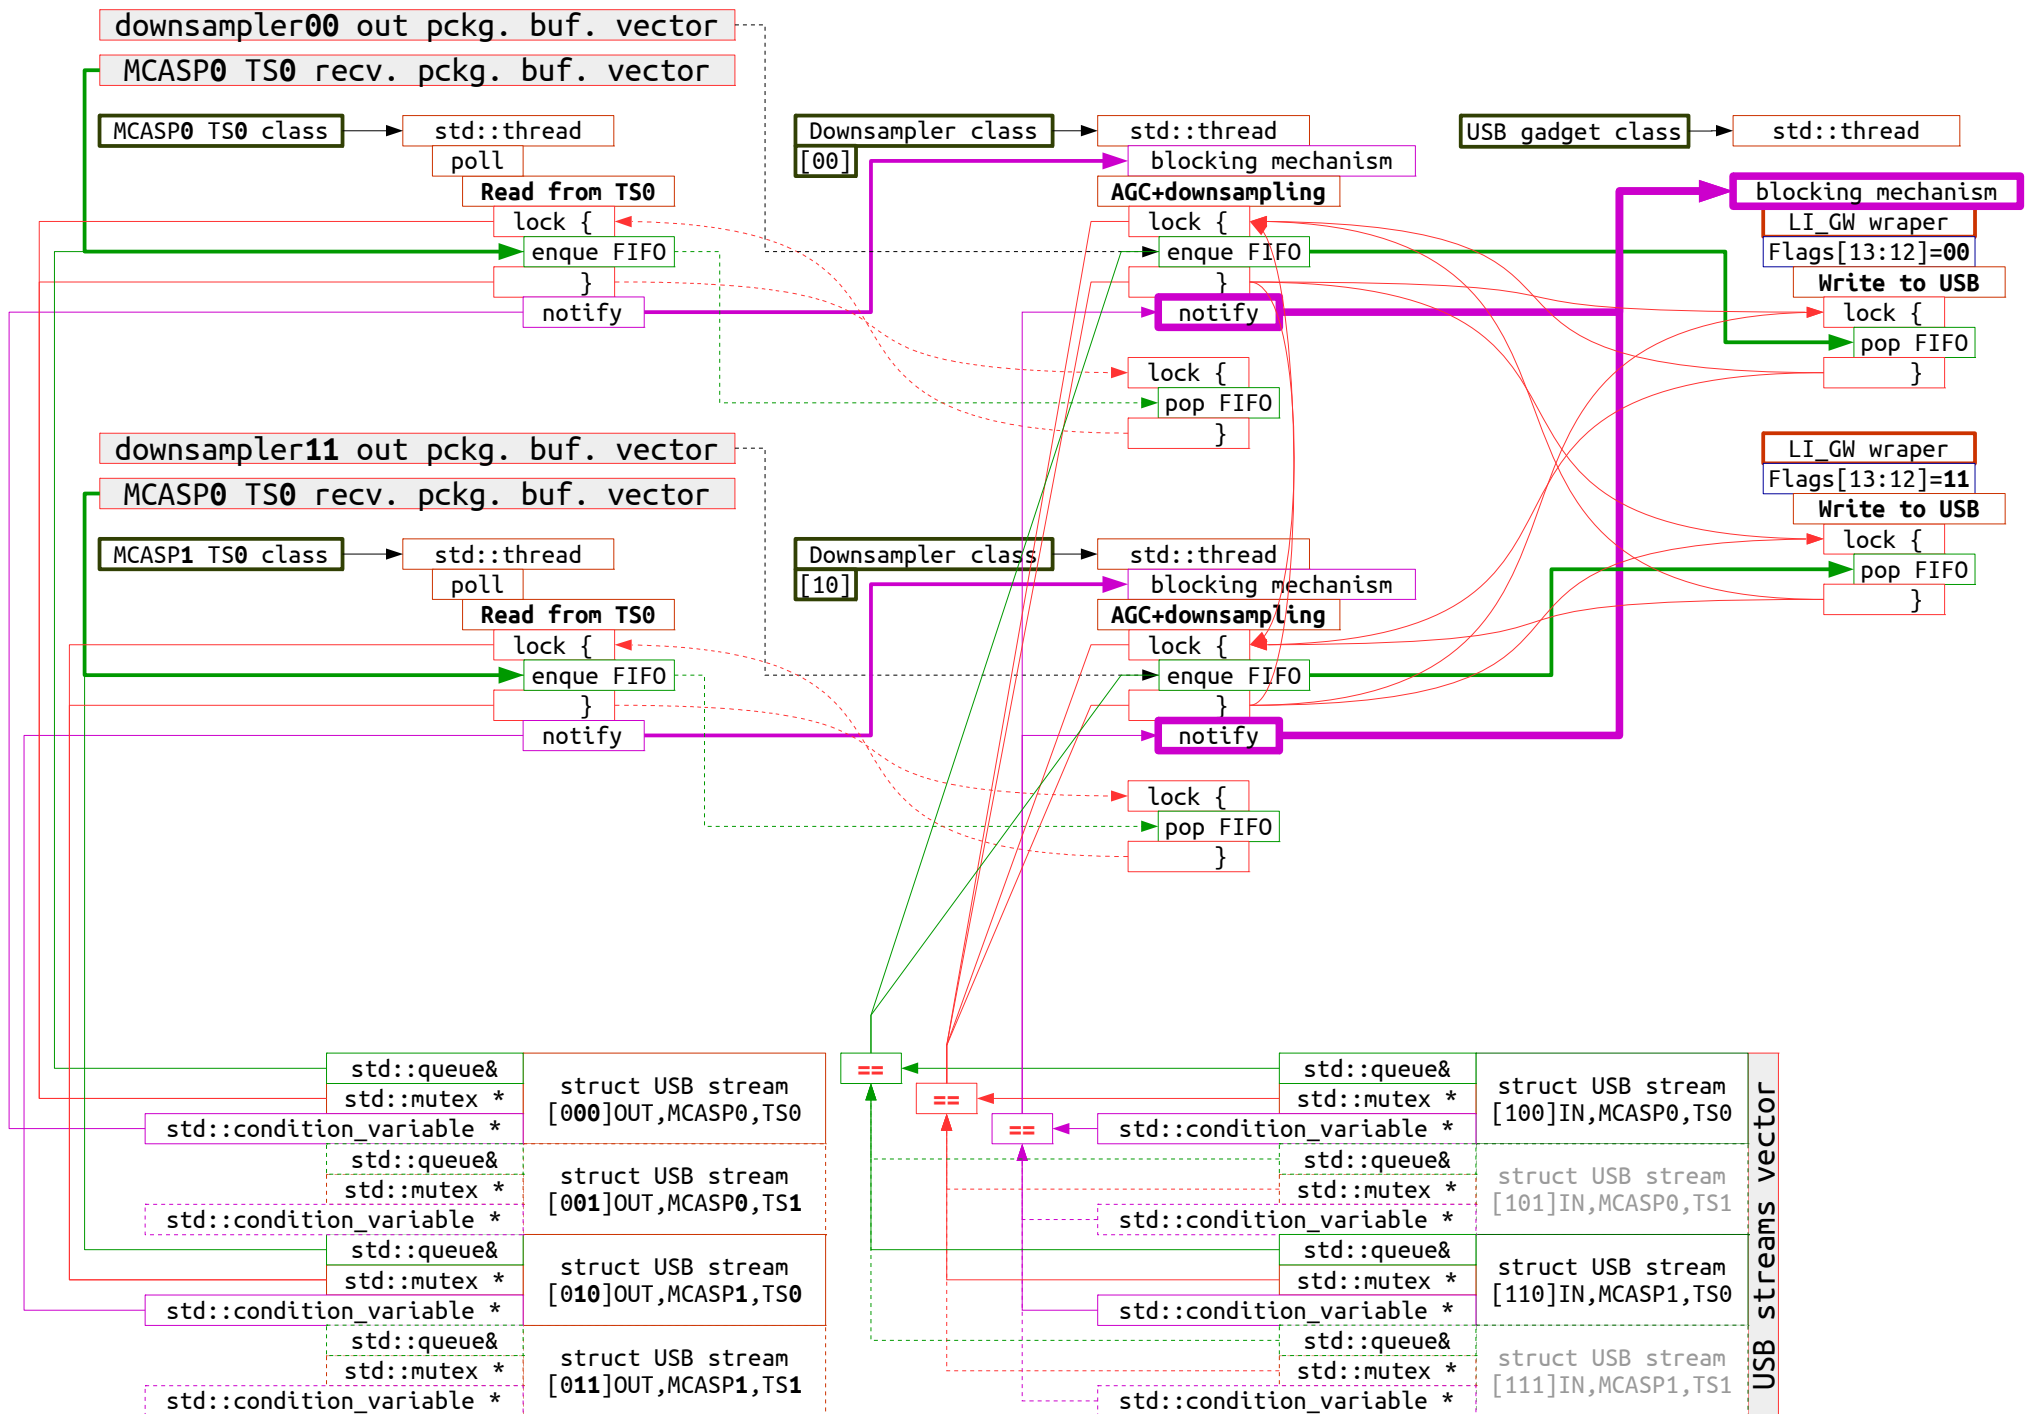 downsampler00 out pckg. buf. vector
MCASP0 TS0 recv. pckg. buf. vector
MCASP0 TS0 class
std::thread
poll
Read from TS0
lock {
enque FIFO
}
notify
Downsampler class
[00]
std::thread
blocking mechanism
AGC+downsampling
lock {
enque FIFO
}
notify
lock {
pop FIFO
}
USB gadget class
std::thread
blocking mechanism
LI_GW wraper
Flags[13:12]=00
Write to USB
lock {
pop FIFO
}
LI_GW wraper
Flags[13:12]=11
Write to USB
lock {
pop FIFO
}
downsampler11 out pckg. buf. vector
MCASP0 TS0 recv. pckg. buf. vector
MCASP1 TS0 class
std::thread
poll
Read from TS0
lock {
enque FIFO
}
notify
Downsampler class
[10]
std::thread
blocking mechanism
AGC+downsampling
lock {
enque FIFO
}
notify
lock {
pop FIFO
}
std::queue&
std::mutex *
std::condition_variable *
struct USB stream
[000]OUT,MCASP0,TS0
std::queue&
std::mutex *
std::condition_variable *
struct USB stream
[001]OUT,MCASP0,TS1
std::queue&
std::mutex *
std::condition_variable *
struct USB stream
[010]OUT,MCASP1,TS0
std::queue&
std::mutex *
std::condition_variable *
struct USB stream
[011]OUT,MCASP1,TS1
==
==
==
std::queue&
std::mutex *
std::condition_variable *
struct USB stream
[100]IN,MCASP0,TS0
std::queue&
std::mutex *
std::condition_variable *
struct USB stream
[101]IN,MCASP0,TS1
std::queue&
std::mutex *
std::condition_variable *
struct USB stream
[110]IN,MCASP1,TS0
std::queue&
std::mutex *
std::condition_variable *
struct USB stream
[111]IN,MCASP1,TS1
USB streams vector